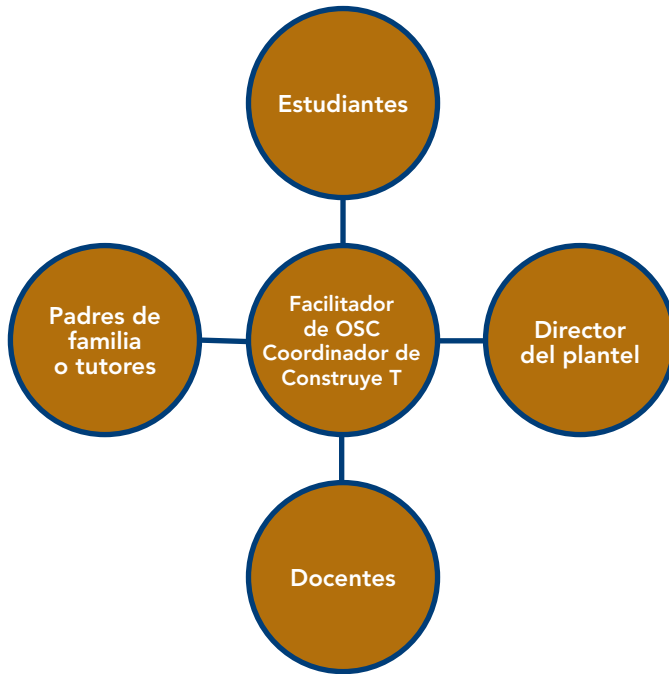 Estudiantes
Padres de
familia
o tutores
Facilitador
de OSC
Coordinador de
Construye T
Director
del plantel
Docentes